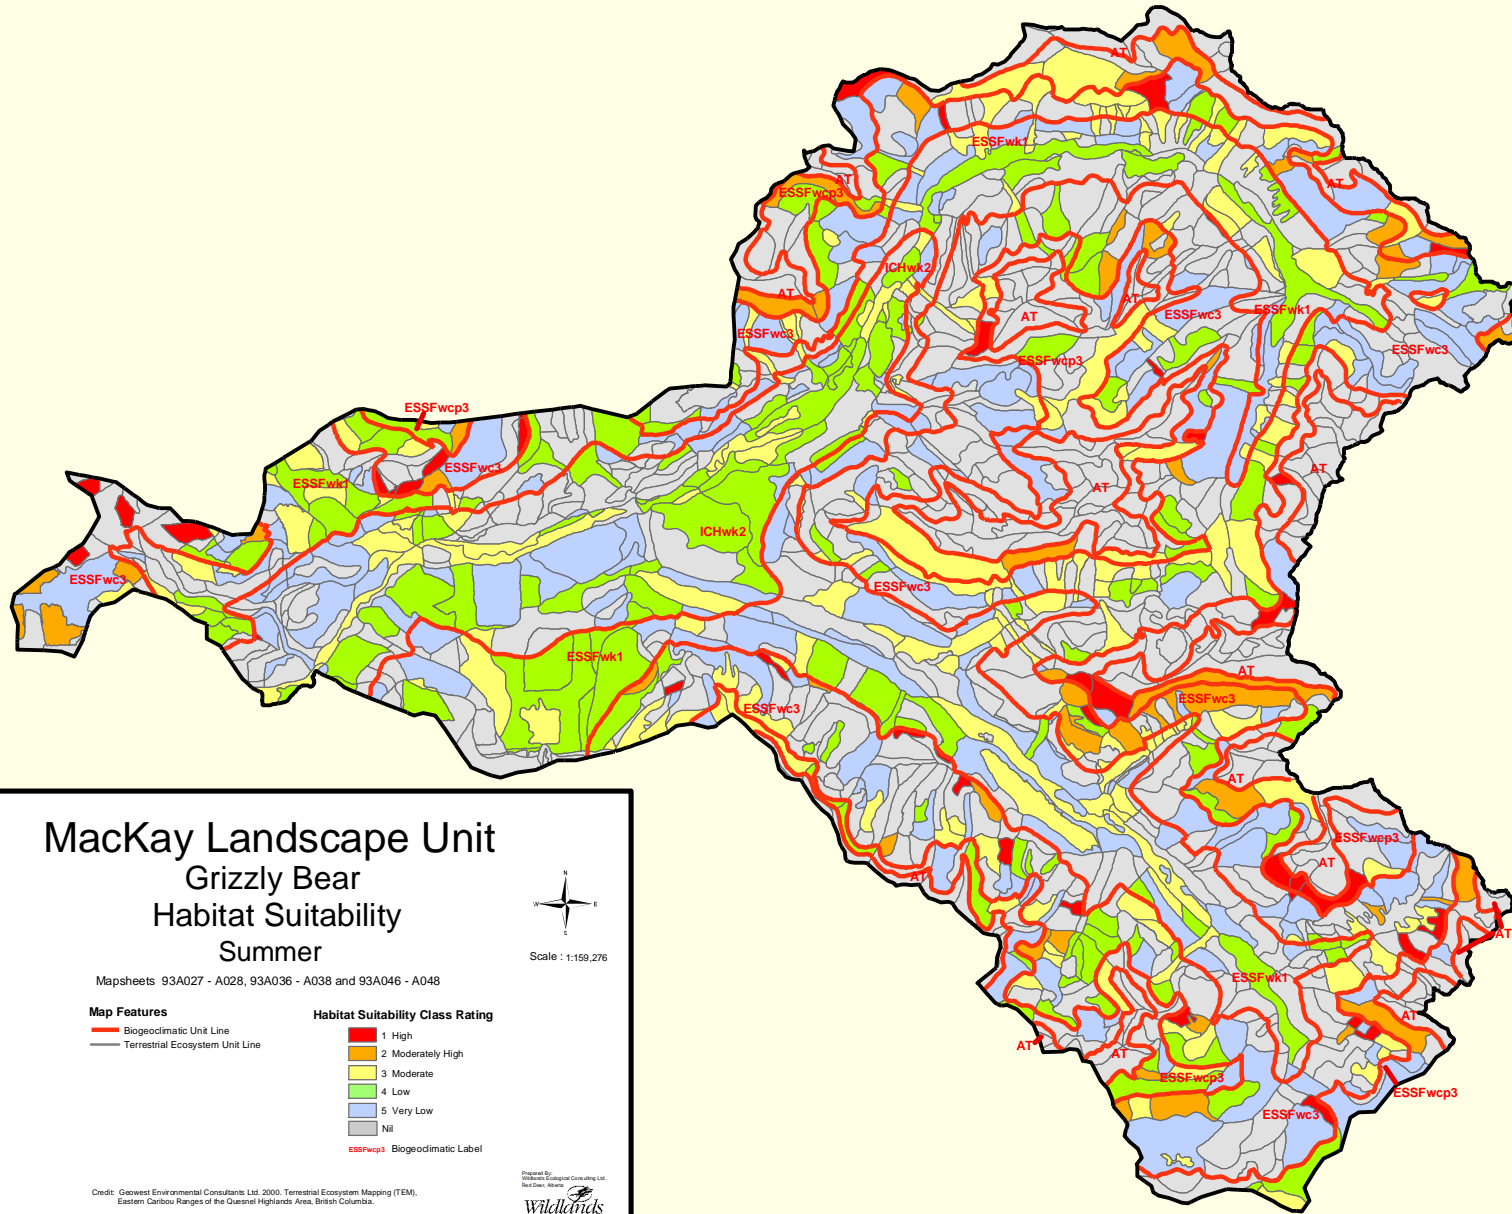 AT
ESSFwk1
AT
ESSFwcp3
AT
ICHwk2
AT
AT
ESSFwc3
AT
ESSFwc3
ESSFwk1
ESSFwcp3
ESSFwc3
ESSFwcp3
ESSFwc3
AT
ESSFwk1
AT
ICHwk2
ESSFwc3
ESSFwc3
ESSFwk1
AT
ESSFwc3
ESSFwc3
AT
ESSFwcp3
AT
AT
AT
ESSFwk1
AT
AT
AT
ESSFwcp3
ESSFwcp3
ESSFwc3
MacKay Landscape Unit
Grizzly Bear
Habitat Suitability
Summer
Mapsheets 93A027 - A028, 93A036 - A038 and 93A046 - A048
N
W E
S
Scale : 1:159,276
Map Features
Biogeoclimatic Unit Line
Terrestrial Ecosystem Unit Line
Habitat Suitability Class Rating
1 High
2 Moderately High
3 Moderate
4 Low
5 Very Low
Nil
ESSFwcp3 Biogeoclimatic Label
Prepared By:
Wildlands Ecological Consulting Ltd.
Red Deer, Alberta
Wildlands
Credit: Geowest Environmental Consultants Ltd. 2000. Terrestrial Ecosystem Mapping (TEM),
Eastern Caribou Ranges of the Quesnel Highlands Area, British Columbia.